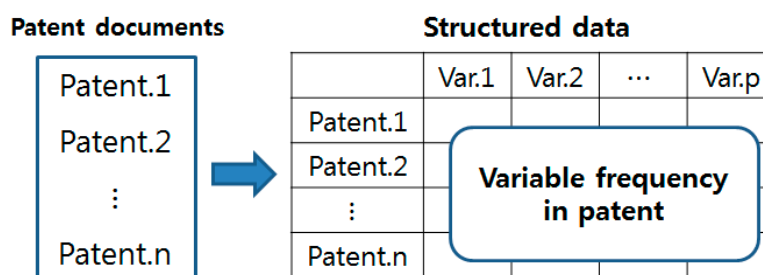 Patent documents
Patent.1
Patent.2
⋮
Patent.n
Structured data
Var.1 Var.2 ⋯ Var.p
Patent.1
Patent.2
⋮
Patent.n
Variable frequency
in patent